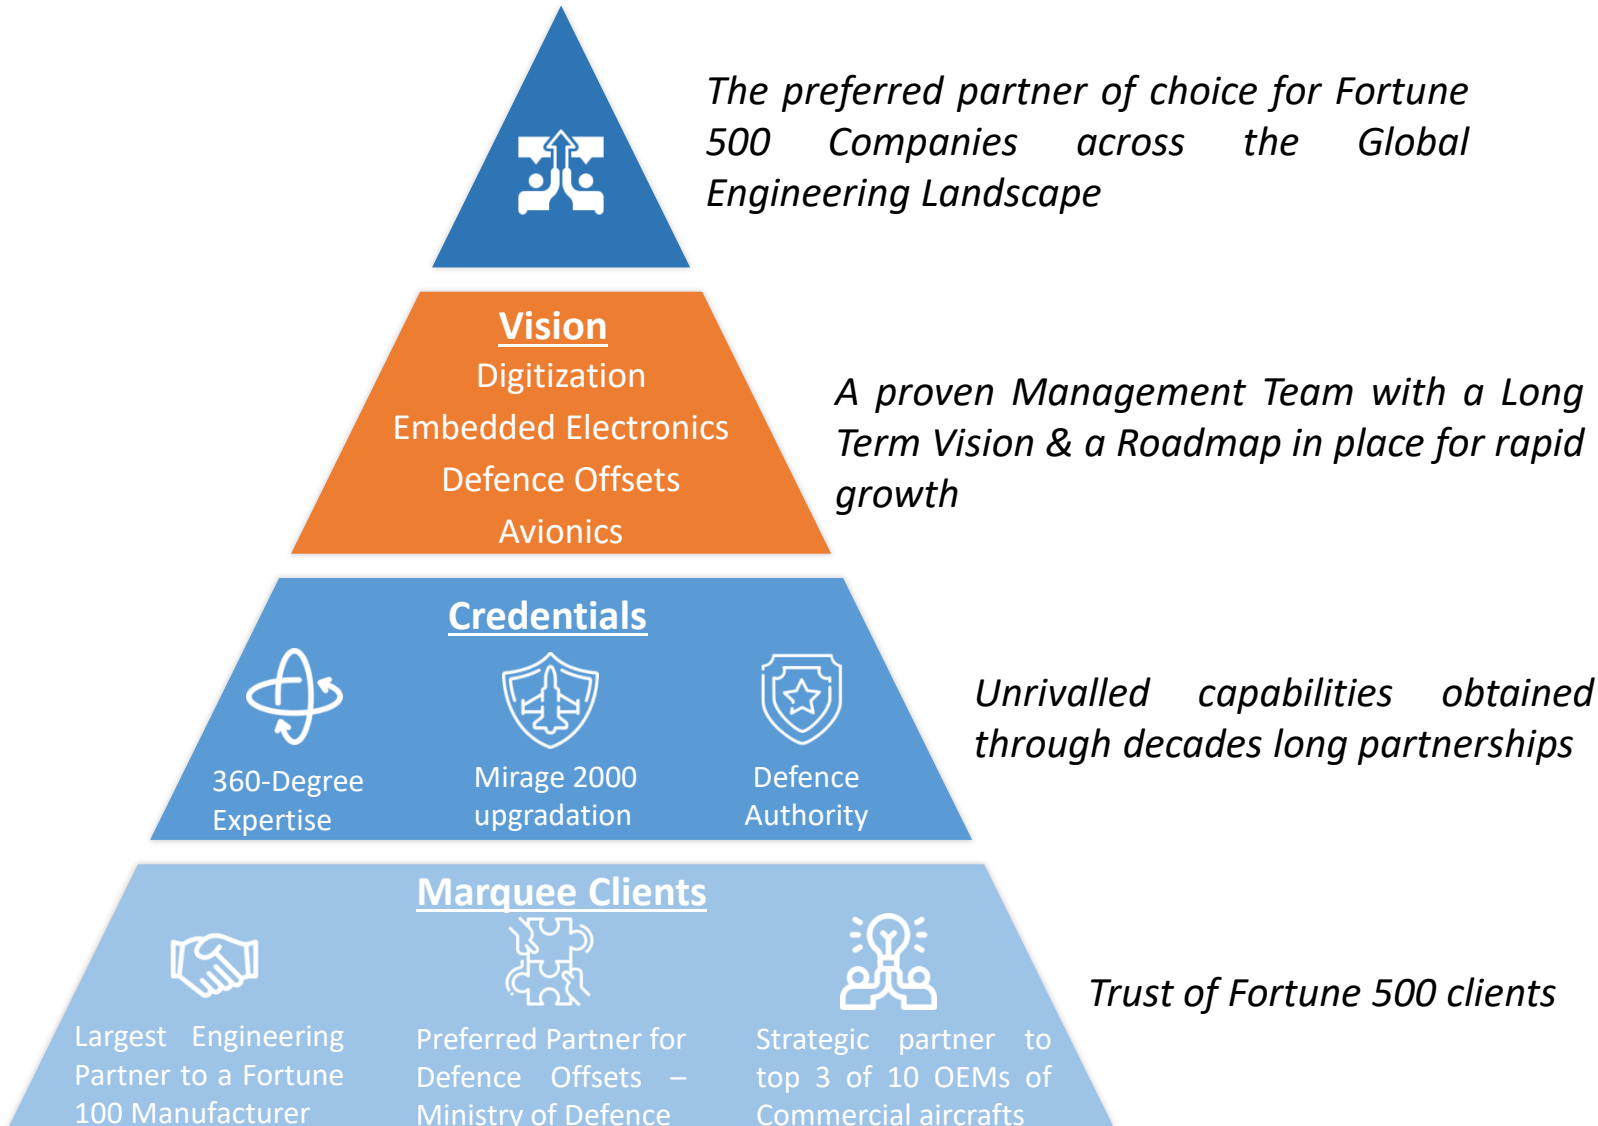 The preferred partner of choice for Fortune
500 Companies across the Global
Engineering Landscape
Vision
Digitization
Embedded Electronics
Defence Offsets
Avionics
A proven Management Team with a Long
Term Vision & a Roadmap in place for rapid
growth
Credentials
360-Degree
Expertise
Mirage 2000
upgradation
Defence
Authority
Unrivalled capabilities obtained
through decades long partnerships
Marquee Clients
Largest Engineering
Partner to a Fortune
100 Manufacturer
Preferred Partner for
Defence Offsets –
Ministry of Defence
Strategic partner to
top 3 of 10 OEMs of
Commercial aircrafts
Trust of Fortune 500 clients